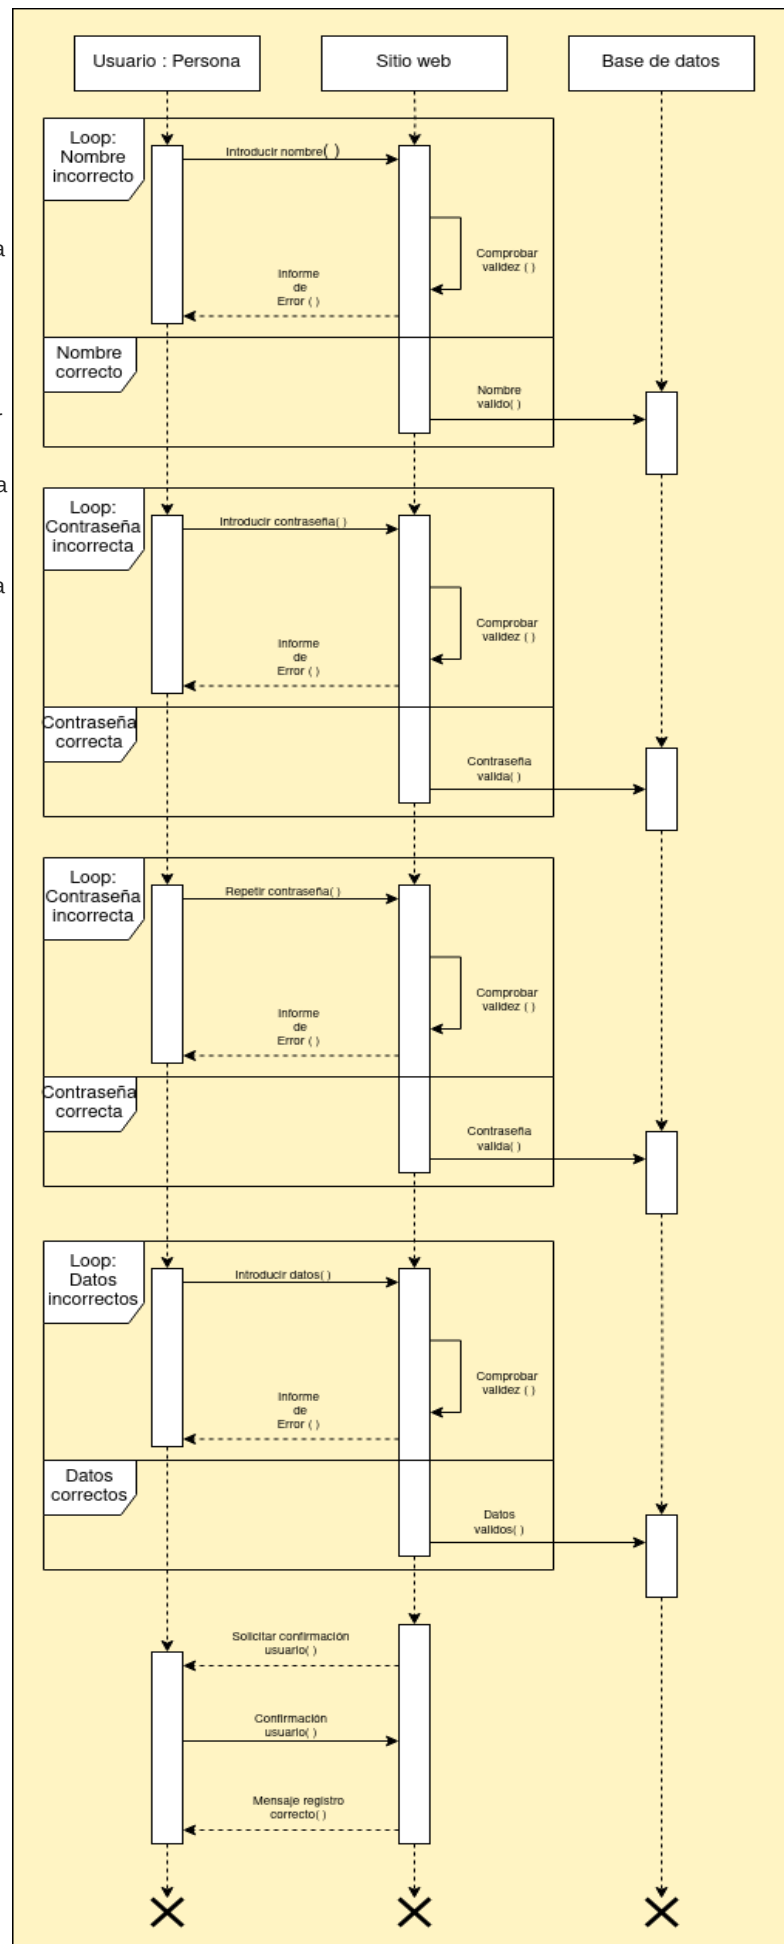 Usuario : Persona
Sitio web
Base de datos
Loop:
Nombre
incorrecto
Introducir nombre( )
a
Comprobar
validez ( )
Informe
de
Error ( )
Nombre
correcto
Nombre
valido( )
a
Loop:
Contraseña
incorrecta
Introducir contraseña( )
a
Comprobar
validez ( )
Informe
de
Error ( )
Contraseña
correcta
Contraseña
valida( )
Loop:
Contraseña
incorrecta
Repetir contraseña( )
Comprobar
validez ( )
Informe
de
Error ( )
Contraseña
correcta
Contraseña
valida( )
Loop:
Datos
incorrectos
Introducir datos( )
Comprobar
validez ( )
Informe
de
Error ( )
Datos
correctos
Datos
validos( )
Solicitar confirmación
usuario( )
Confirmación
usuario( )
Mensaje registro
correcto( )